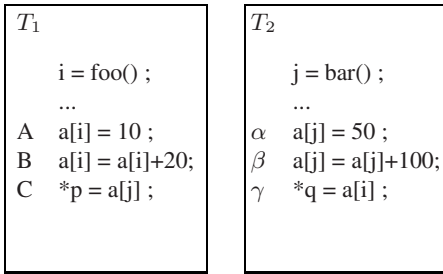 T₁
i = foo() ;
...
A a[i] = 10 ;
B a[i] = a[i]+20;
C *p = a[j] ;
T₂
j = bar() ;
...
α a[j] = 50 ;
β a[j] = a[j]+100;
γ *q = a[i] ;